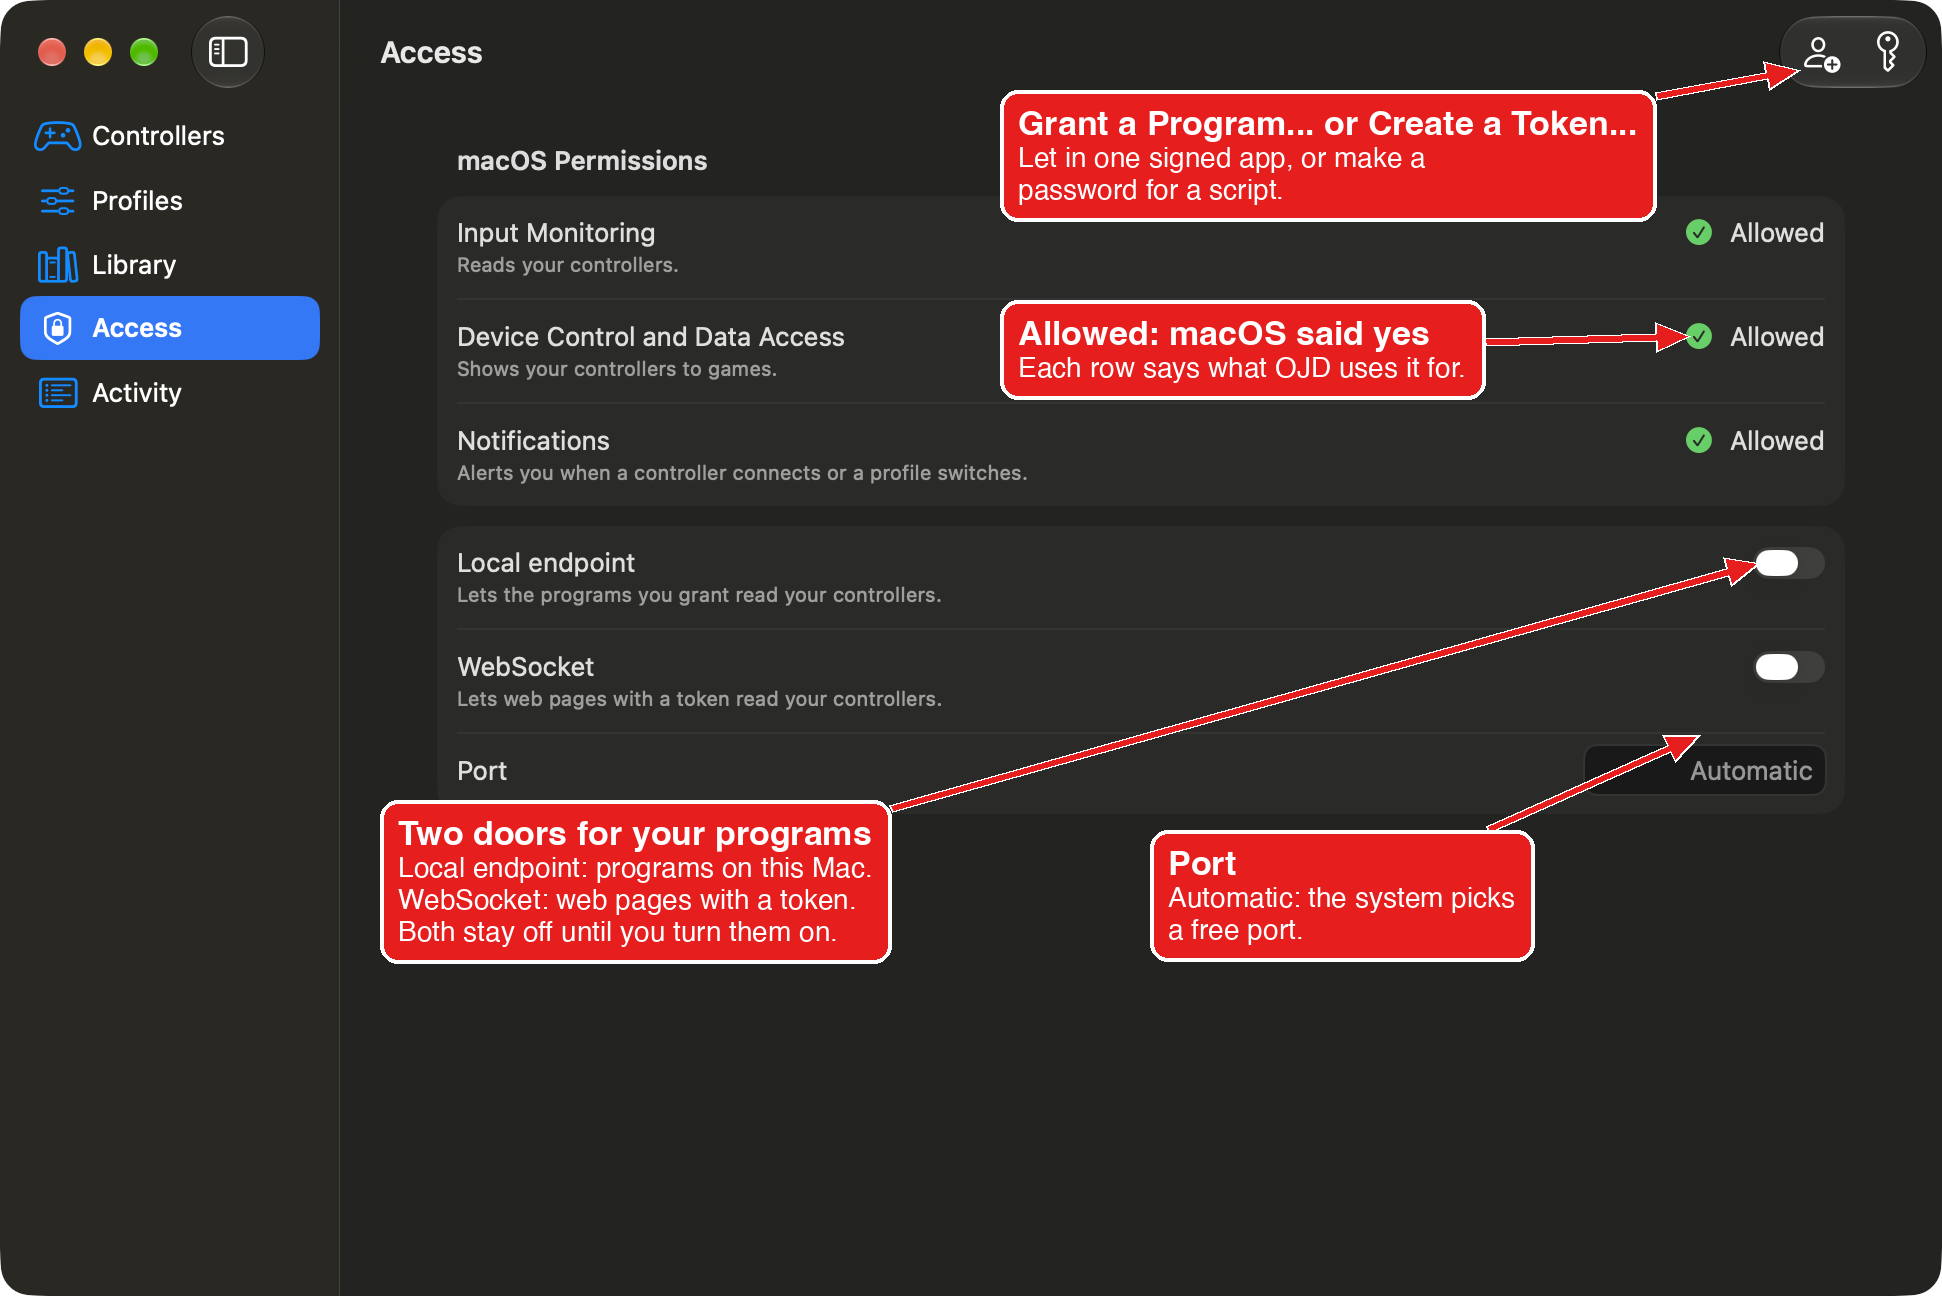 Access
Controllers
Profiles
Library
Access
Activity
Grant a Program... or Create a Token...
Let in one signed app, or make a
password for a script.
macOS Permissions
Input Monitoring
Allowed
Reads your controllers.
Device Control and Data Access
Allowed
Shows your controllers to games.
Allowed: macOS said yes
Each row says what OJD uses it for.
Notifications
Allowed
Alerts you when a controller connects or a profile switches.
Local endpoint
Lets the programs you grant read your controllers.
WebSocket
Lets web pages with a token read your controllers.
Port
Automatic
Two doors for your programs
Local endpoint: programs on this Mac.
WebSocket: web pages with a token.
Both stay off until you turn them on.
Port
Automatic: the system picks
a free port.